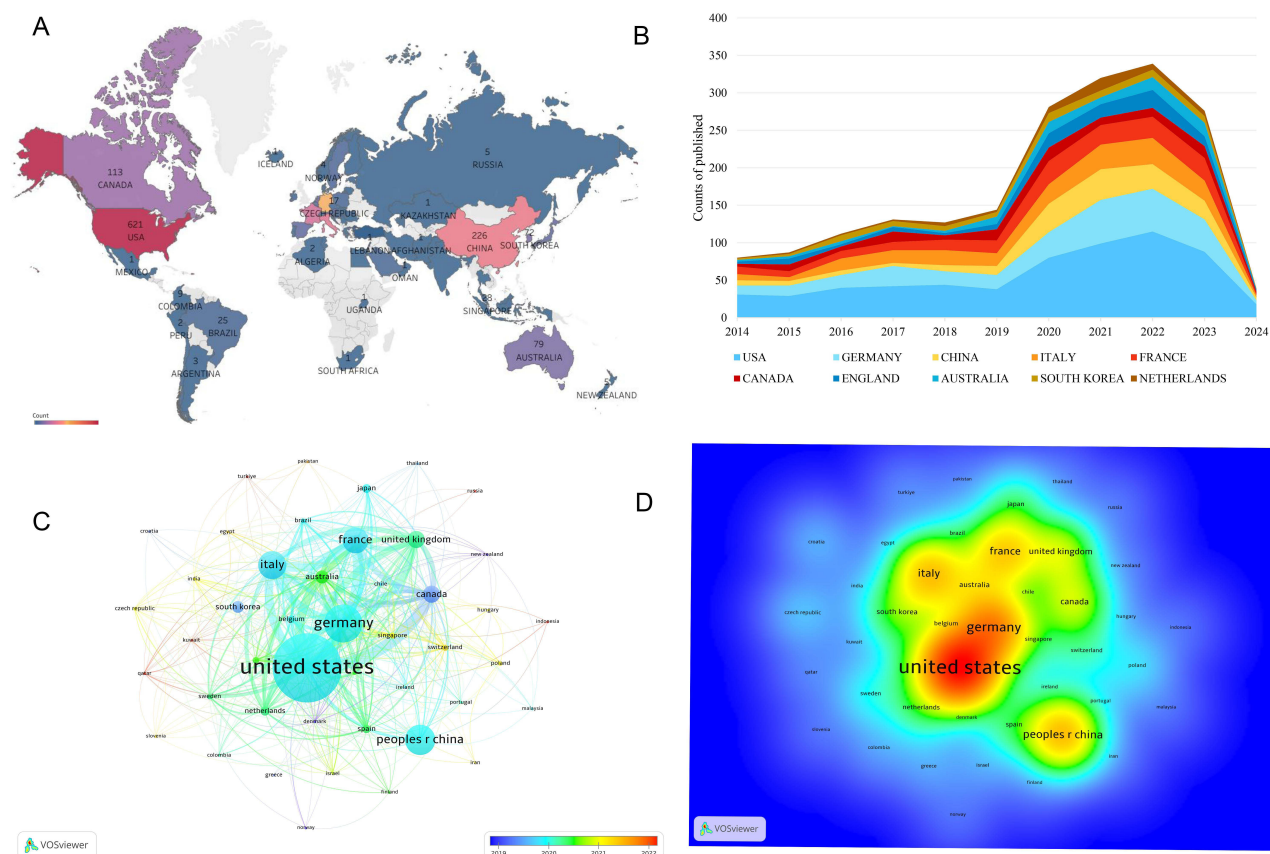 A
1
ICELAND
4
NORWAY
5
RUSSIA
113
CANADA
17
CZECH REPUBLIC
1
KAZAKHSTAN
621
USA
226
CHINA
72
SOUTH KOREA
1
MEXICO
2
ALGERIA
1
LEBANON
AFGHANISTAN
1
OMAN
9
COLOMBIA
1
UGANDA
28
SINGAPORE
2
PERU
25
BRAZIL
79
AUSTRALIA
3
ARGENTINA
1
SOUTH AFRICA
5
NEW ZEALAND
Count
B
Counts of published
400
350
300
250
200
150
100
50
0
2014 2015 2016 2017 2018 2019 2020 2021 2022 2023 2024
USA GERMANY CHINA ITALY FRANCE
CANADA ENGLAND AUSTRALIA SOUTH KOREA NETHERLANDS
C
pakistan
thailand
turkiye
japan
russia
brazil
croatia
egypt
france
united kingdom
new zealand
italy
australia
india
chile
canada
czech republic
south korea
belgium
germany
hungary
indonesia
singapore
kuwait
switzerland
united states
poland
qatar
sweden
ireland
netherlands
portugal
malaysia
denmark
spain
slovenia
peoples r china
colombia
iran
greece
israel
finland
norway
VOSviewer
2019 2020 2021 2022
D
pakistan
thailand
turkiye
japan
russia
brazil
croatia
egypt
france
united kingdom
new zealand
italy
australia
india
chile
canada
czech republic
south korea
belgium
germany
hungary
indonesia
singapore
kuwait
switzerland
united states
poland
qatar
sweden
ireland
netherlands
portugal
malaysia
denmark
spain
slovenia
peoples r china
colombia
iran
greece
israel
finland
norway
VOSviewer